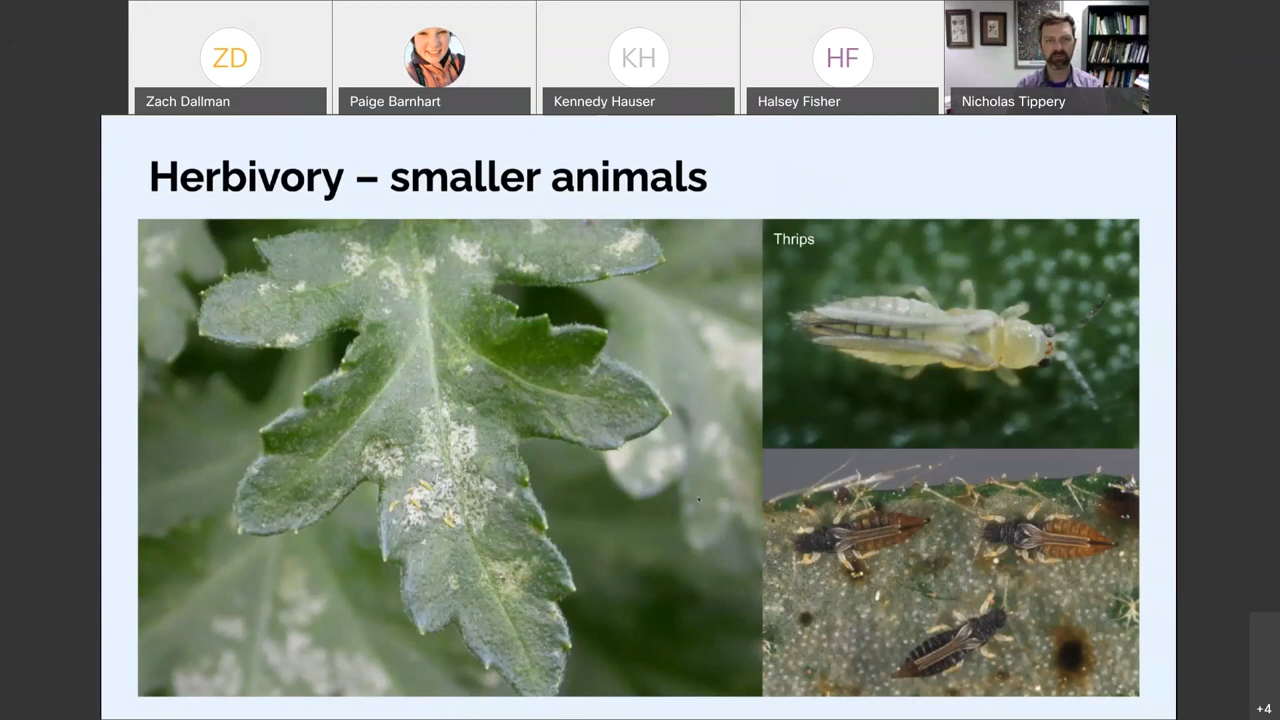 ZD
Zach Dallman
Paige Barnhart
KH
Kennedy Hauser
HF
Halsey Fisher
Nicholas Tippery
Herbivory – smaller animals
Thrips
+4